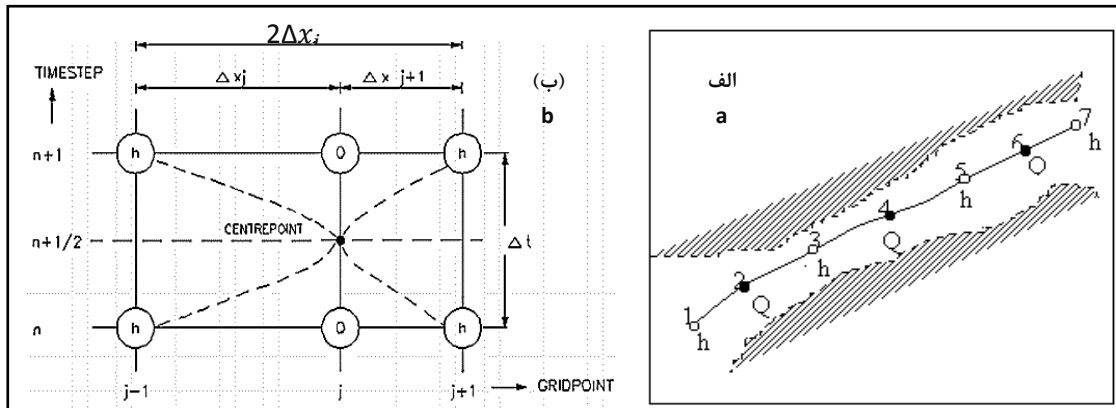 2Δxⱼ
TIMESTEP
Δxj
Δx j+1
(ب)
b
n+1
h
Q
h
n+1/2
CENTREPOINT
Δt
n
h
Q
h
j-1
j
j+1
GRIDPOINT
الف
a
7
h
6
Q
5
h
4
Q
3
h
2
Q
1
h